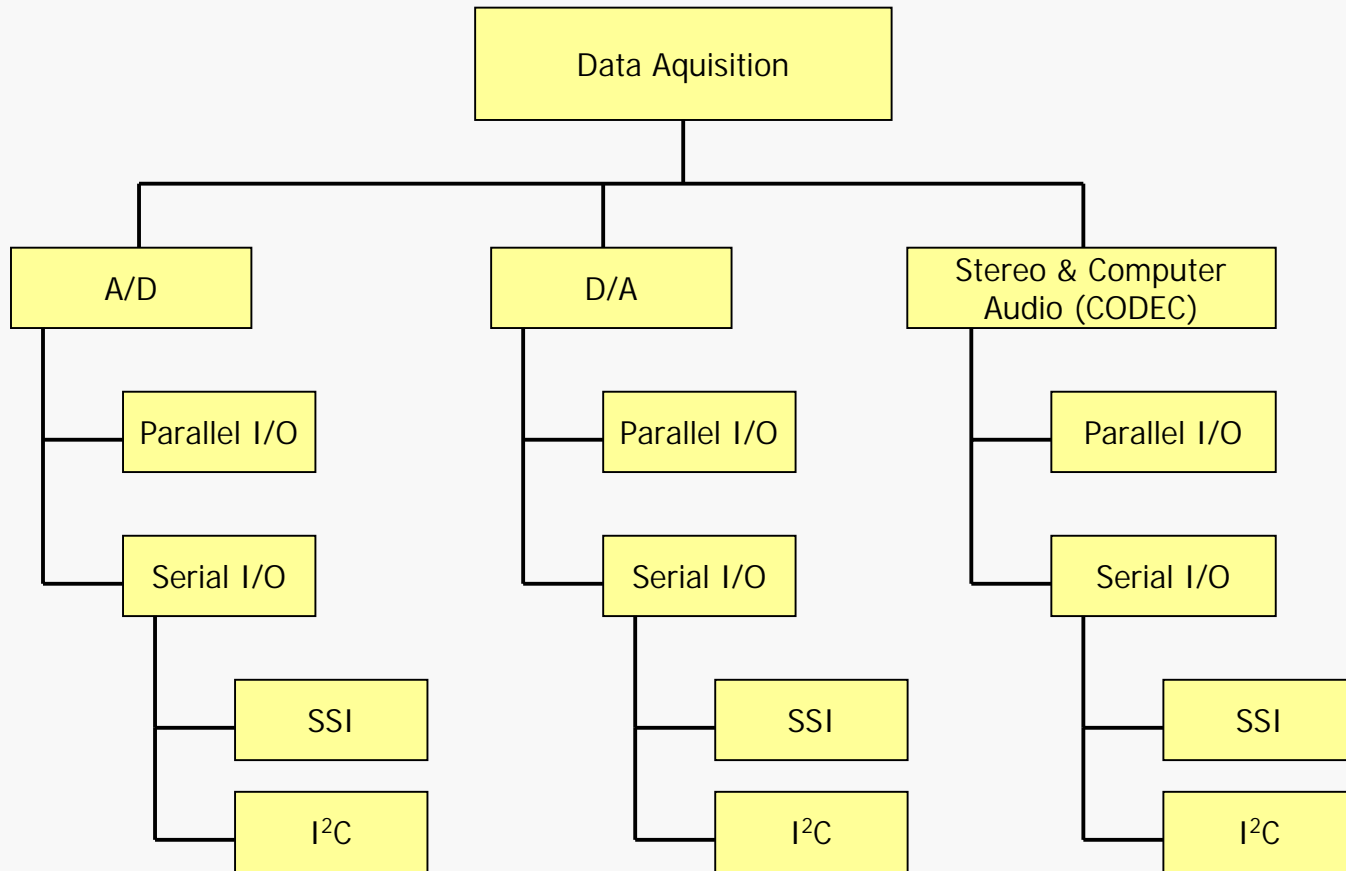 Data Aquisition
A/D
D/A
Stereo & Computer
Audio (CODEC)
Parallel I/O
Parallel I/O
Parallel I/O
Serial I/O
Serial I/O
Serial I/O
SSI
SSI
SSI
I²C
I²C
I²C